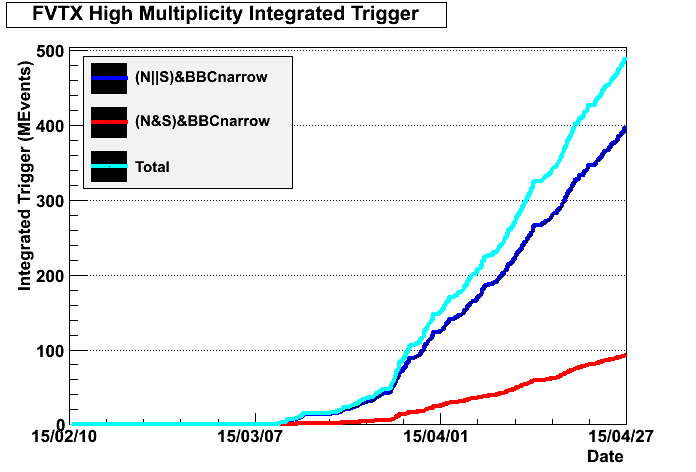 FVTX High Multiplicity Integrated Trigger
Integrated Trigger (MEvents)
500
400
300
200
100
0
(N||S)&BBCnarrow
(N&S)&BBCnarrow
Total
15/02/10 15/03/07 15/04/01 15/04/27
Date